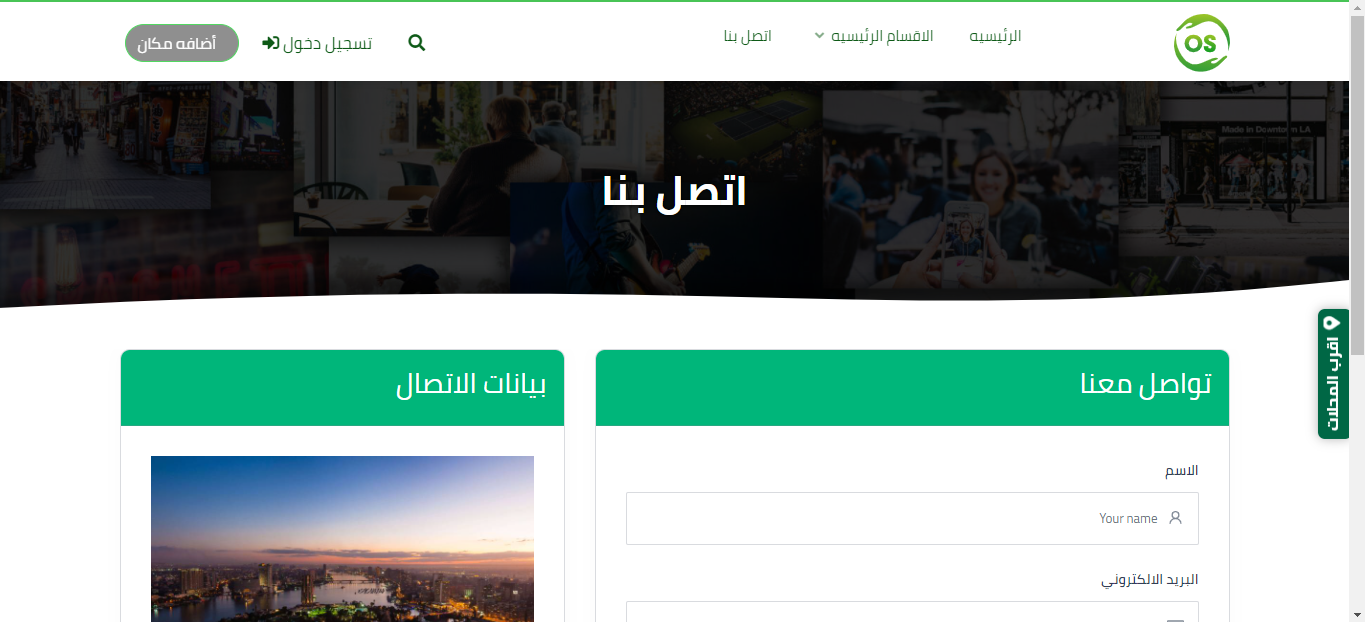 OS
الرئيسيه
الاقسام الرئيسيه
اتصل بنا
تسجيل دخول
أضافه مكان
Made in Downtown LA
اتصل بنا
اقرب المحلات
تواصل معنا
الاسم
Your name
البريد الالكتروني
بيانات الاتصال